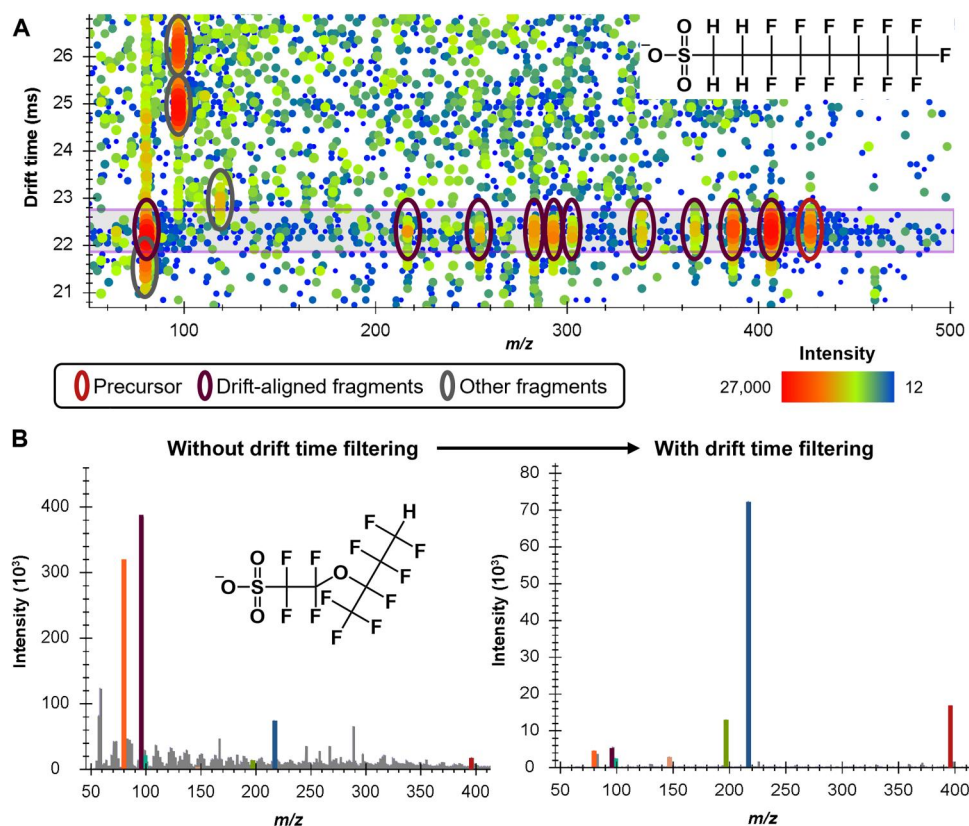 A
Drift time (ms)
26
25
24
23
22
21
100
200
300
400
500
m/z
O H H F F F F F F
⁻O S F
O H H F F F F F F
Precursor
Drift-aligned fragments
Other fragments
Intensity
27,000
12
B
Without drift time filtering
With drift time filtering
Intensity (10³)
400
300
200
100
0
50 100 150 200 250 300 350 400
m/z
H
F F
O F F F
⁻O S O F
O F F F F
F F
F
Intensity (10³)
80
70
60
50
40
30
20
10
0
50 100 150 200 250 300 350 400
m/z